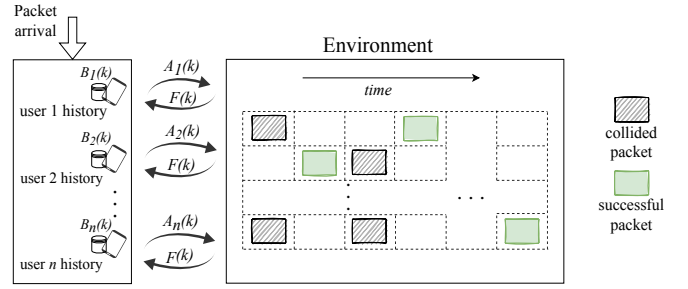 Packet
arrival
Environment
B1(k)
A1(k)
F(k)
user 1 history
time
B2(k)
A2(k)
F(k)
user 2 history
Bn(k)
An(k)
F(k)
user n history
collided
packet
successful
packet